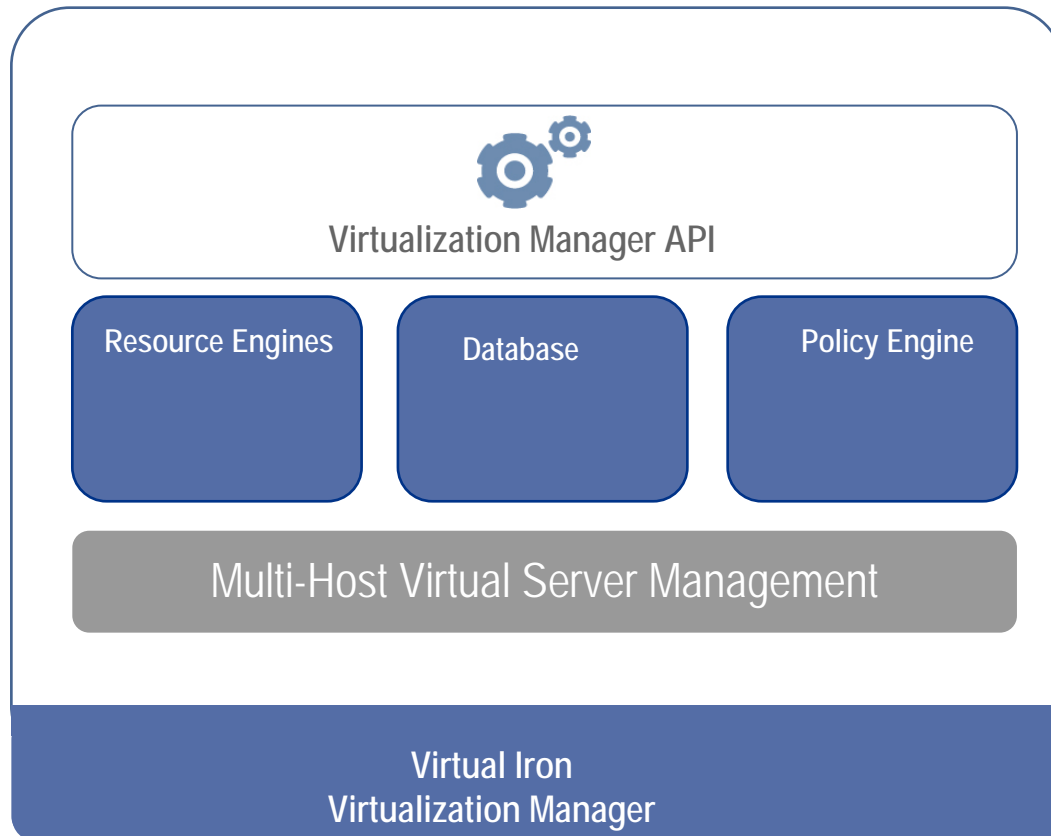 Virtualization Manager API
Resource Engines
Database
Policy Engine
Multi-Host Virtual Server Management
Virtual Iron
Virtualization Manager